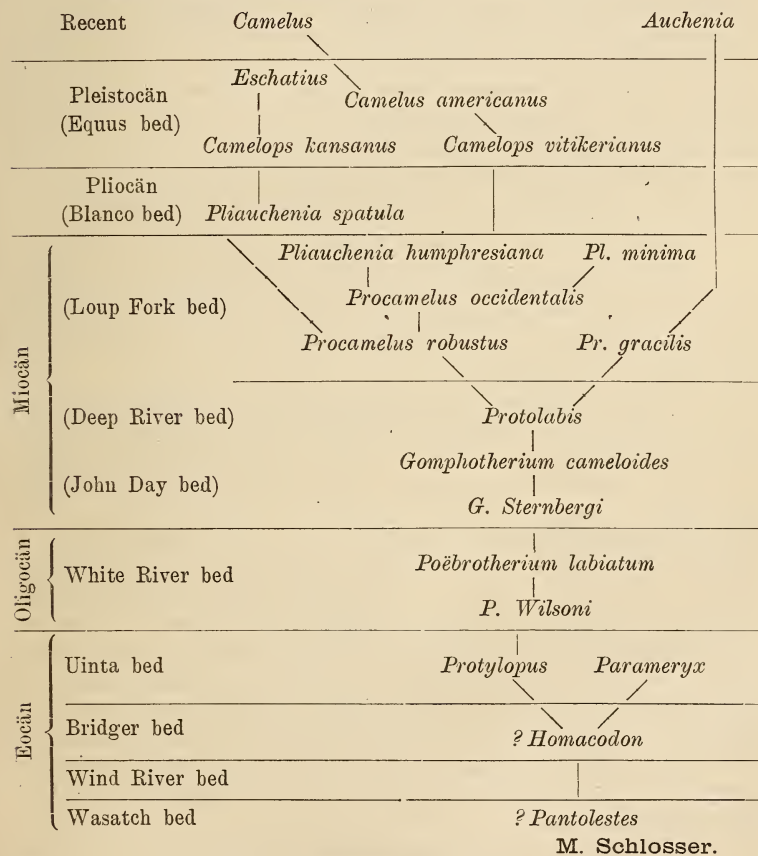 Recent Camelus Auchenia
Eschatius
Pleistocän Camelus americanus
(Equus bed)
Camelops kansanus Camelops vitikerianus
Pliocän
(Blanco bed) Pliauchenia spatula
Pliauchenia humphresiana Pl. minima
(Loup Fork bed) Procamelus occidentalis
Procamelus robustus Pr. gracilis
Miocän
(Deep River bed) Protolabis
Gomphotherium cameloides
(John Day bed)
G. Sternbergi
Oligocän
White River bed Poëbrotherium labiatum
P. Wilsoni
Uinta bed Protylopus Parameryx
Eocän
Bridger bed ? Homacodon
Wind River bed
Wasatch bed ? Pantolestes
M. Schlosser.